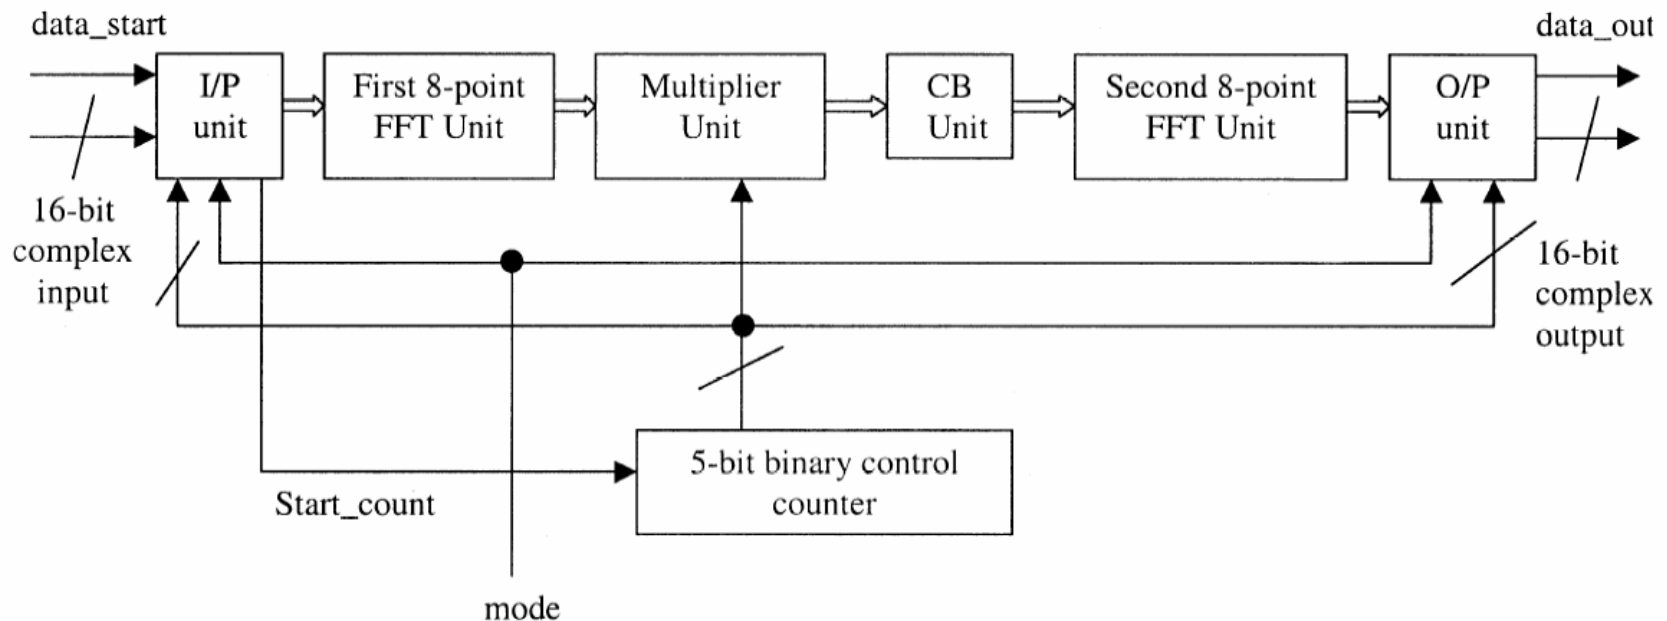 data_start
data_out
I/P
unit
First 8-point
FFT Unit
Multiplier
Unit
CB
Unit
Second 8-point
FFT Unit
O/P
unit
16-bit
complex
input
16-bit
complex
output
5-bit binary control
counter
Start_count
mode